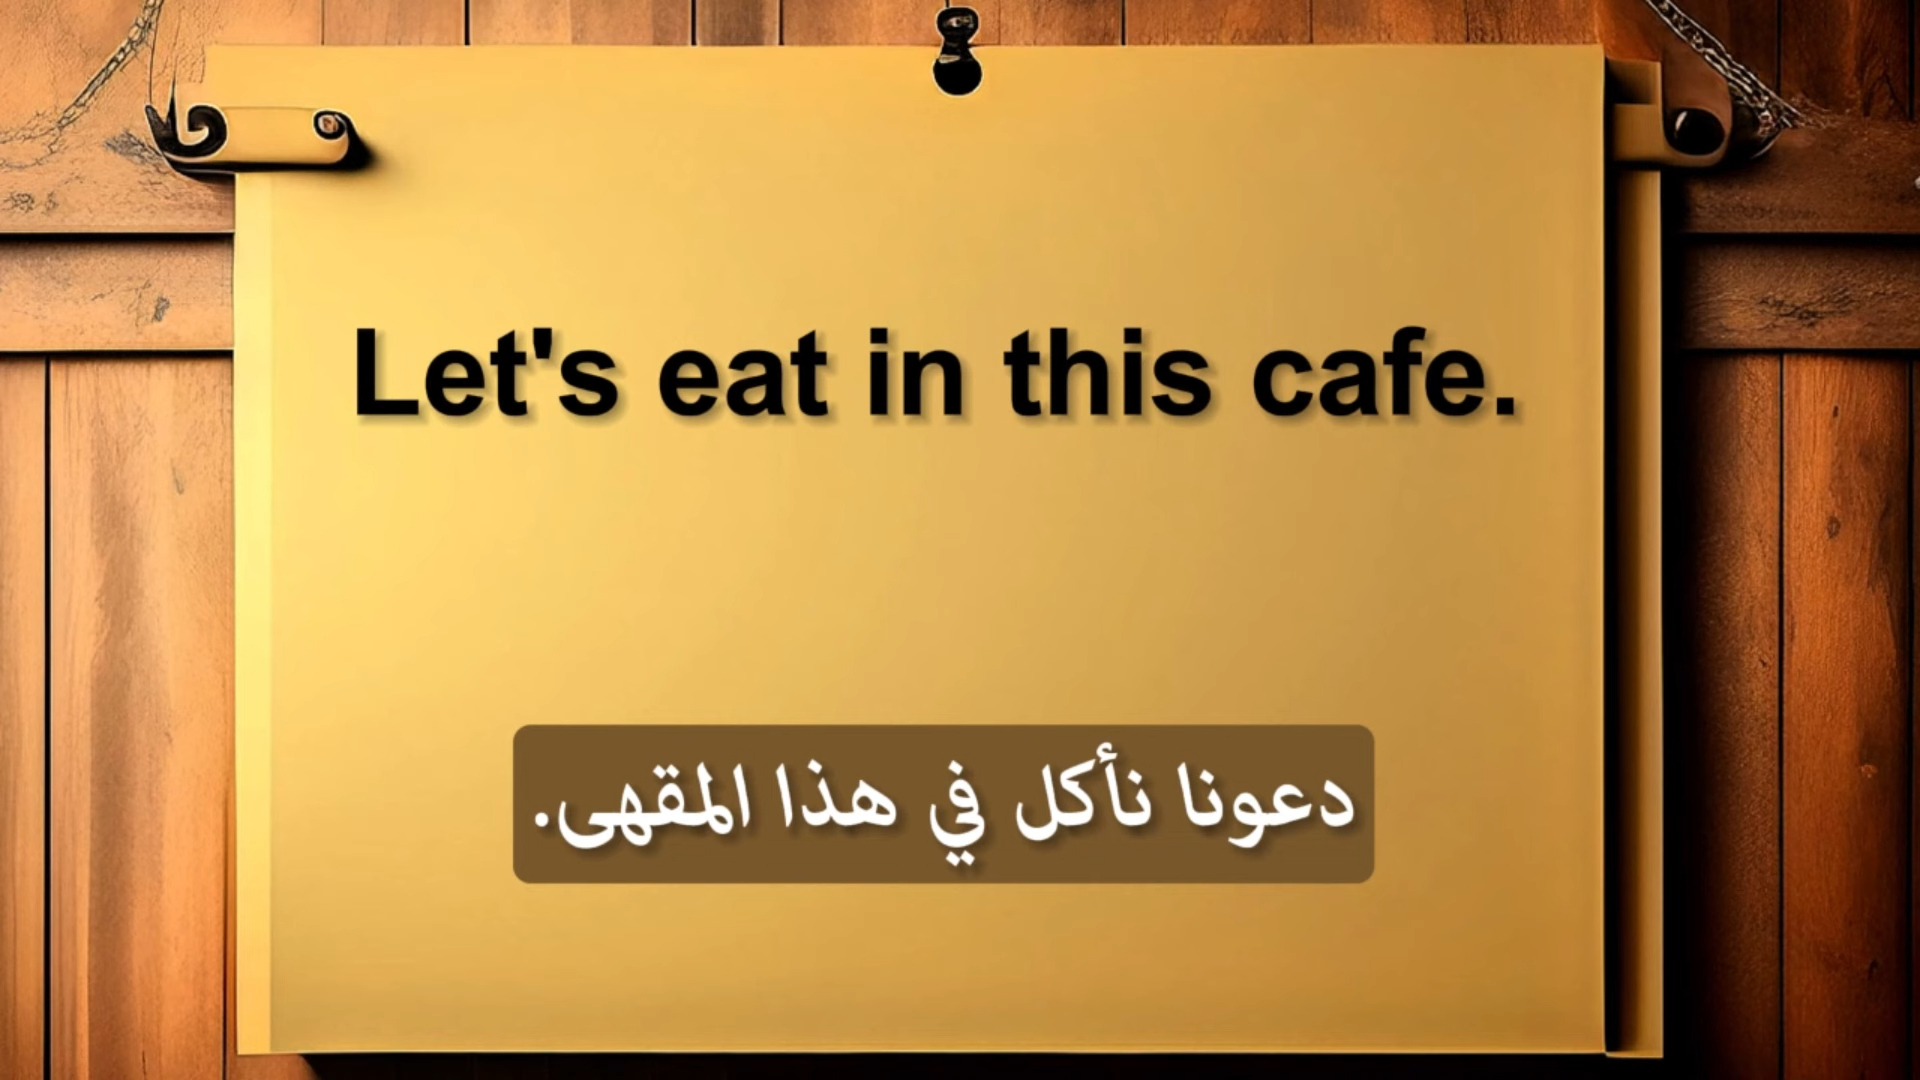 Let's eat in this cafe.
دعونا نأكل في هذا المقهى.